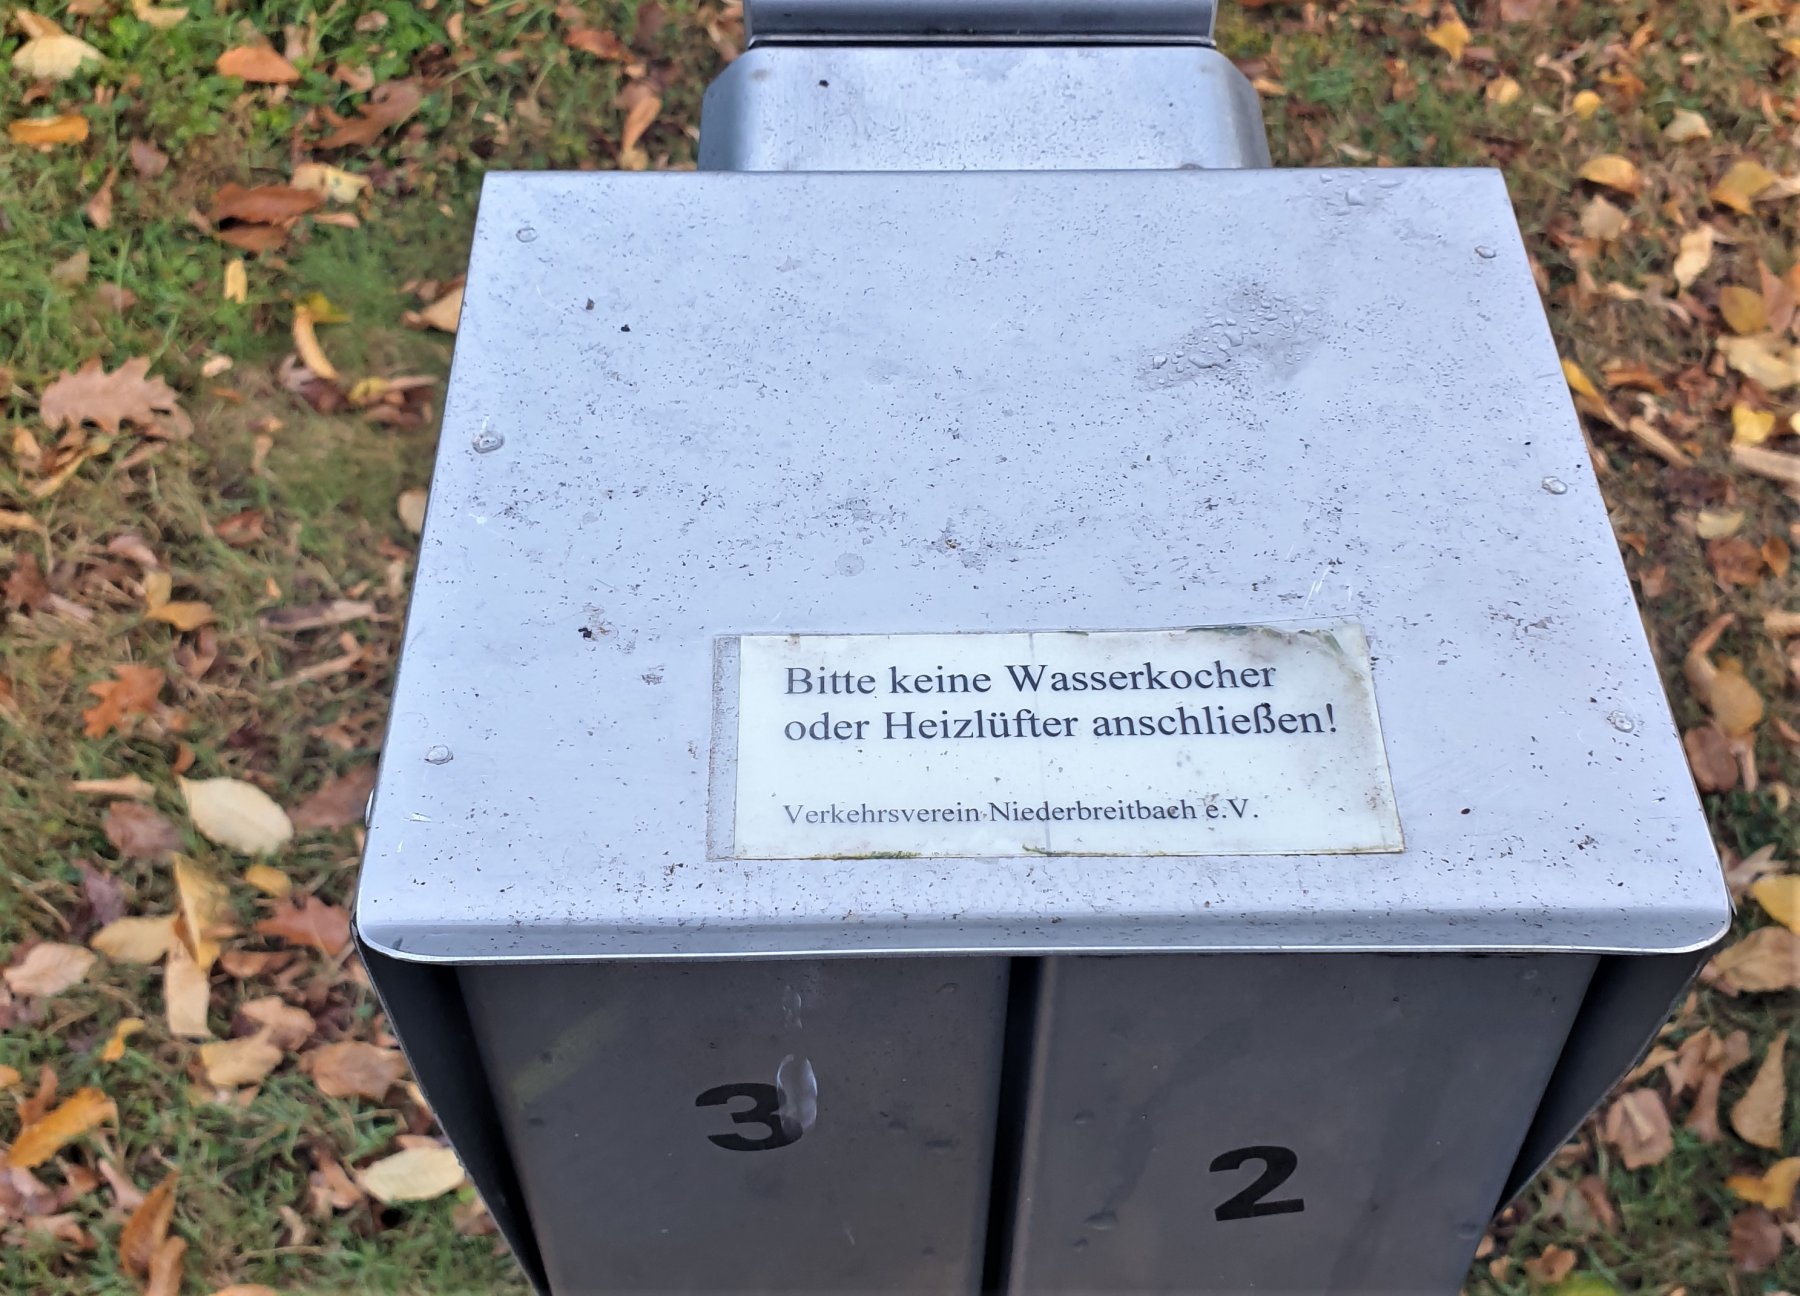 Bitte keine Wasserkocher
oder Heizlüfter anschließen!
Verkehrsverein Niederbreitbach e.V.
3
2